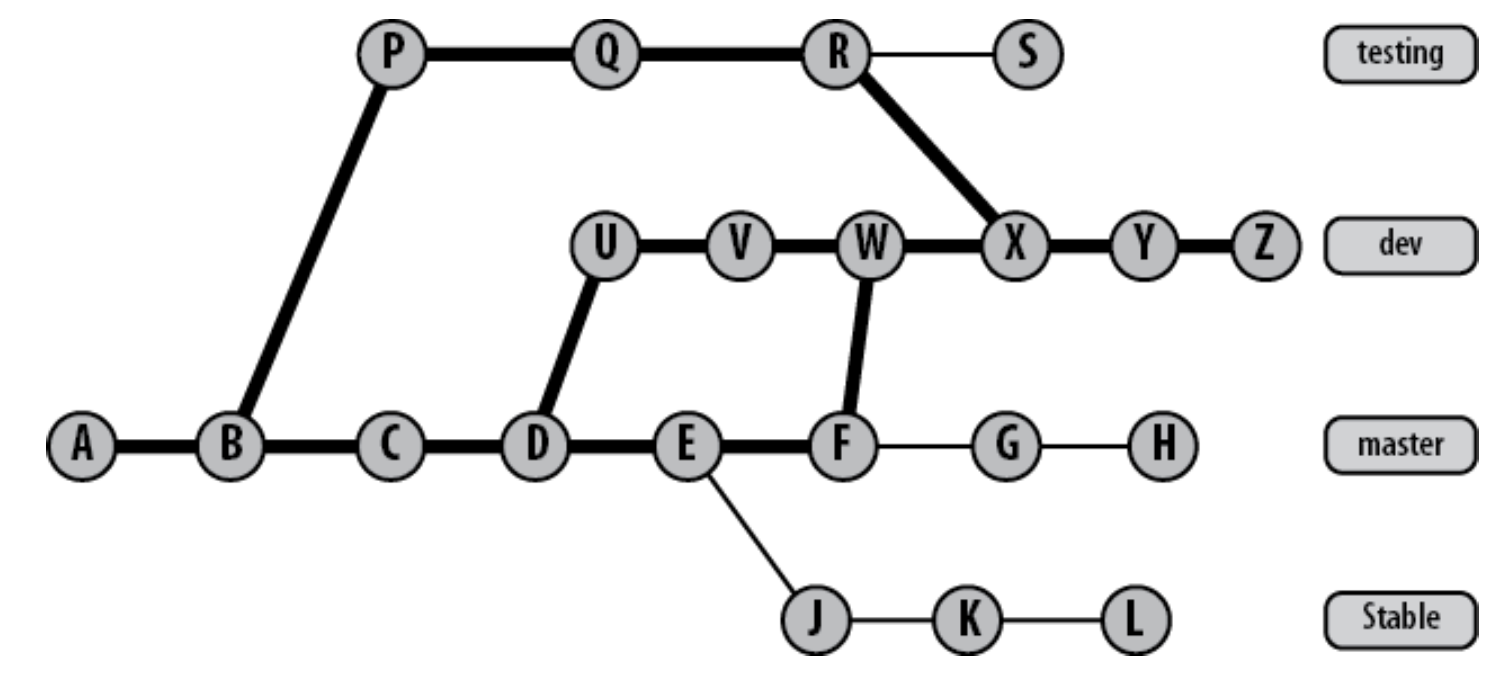 P Q R S testing
U V W X Y Z dev
A B C D E F G H master
J K L Stable